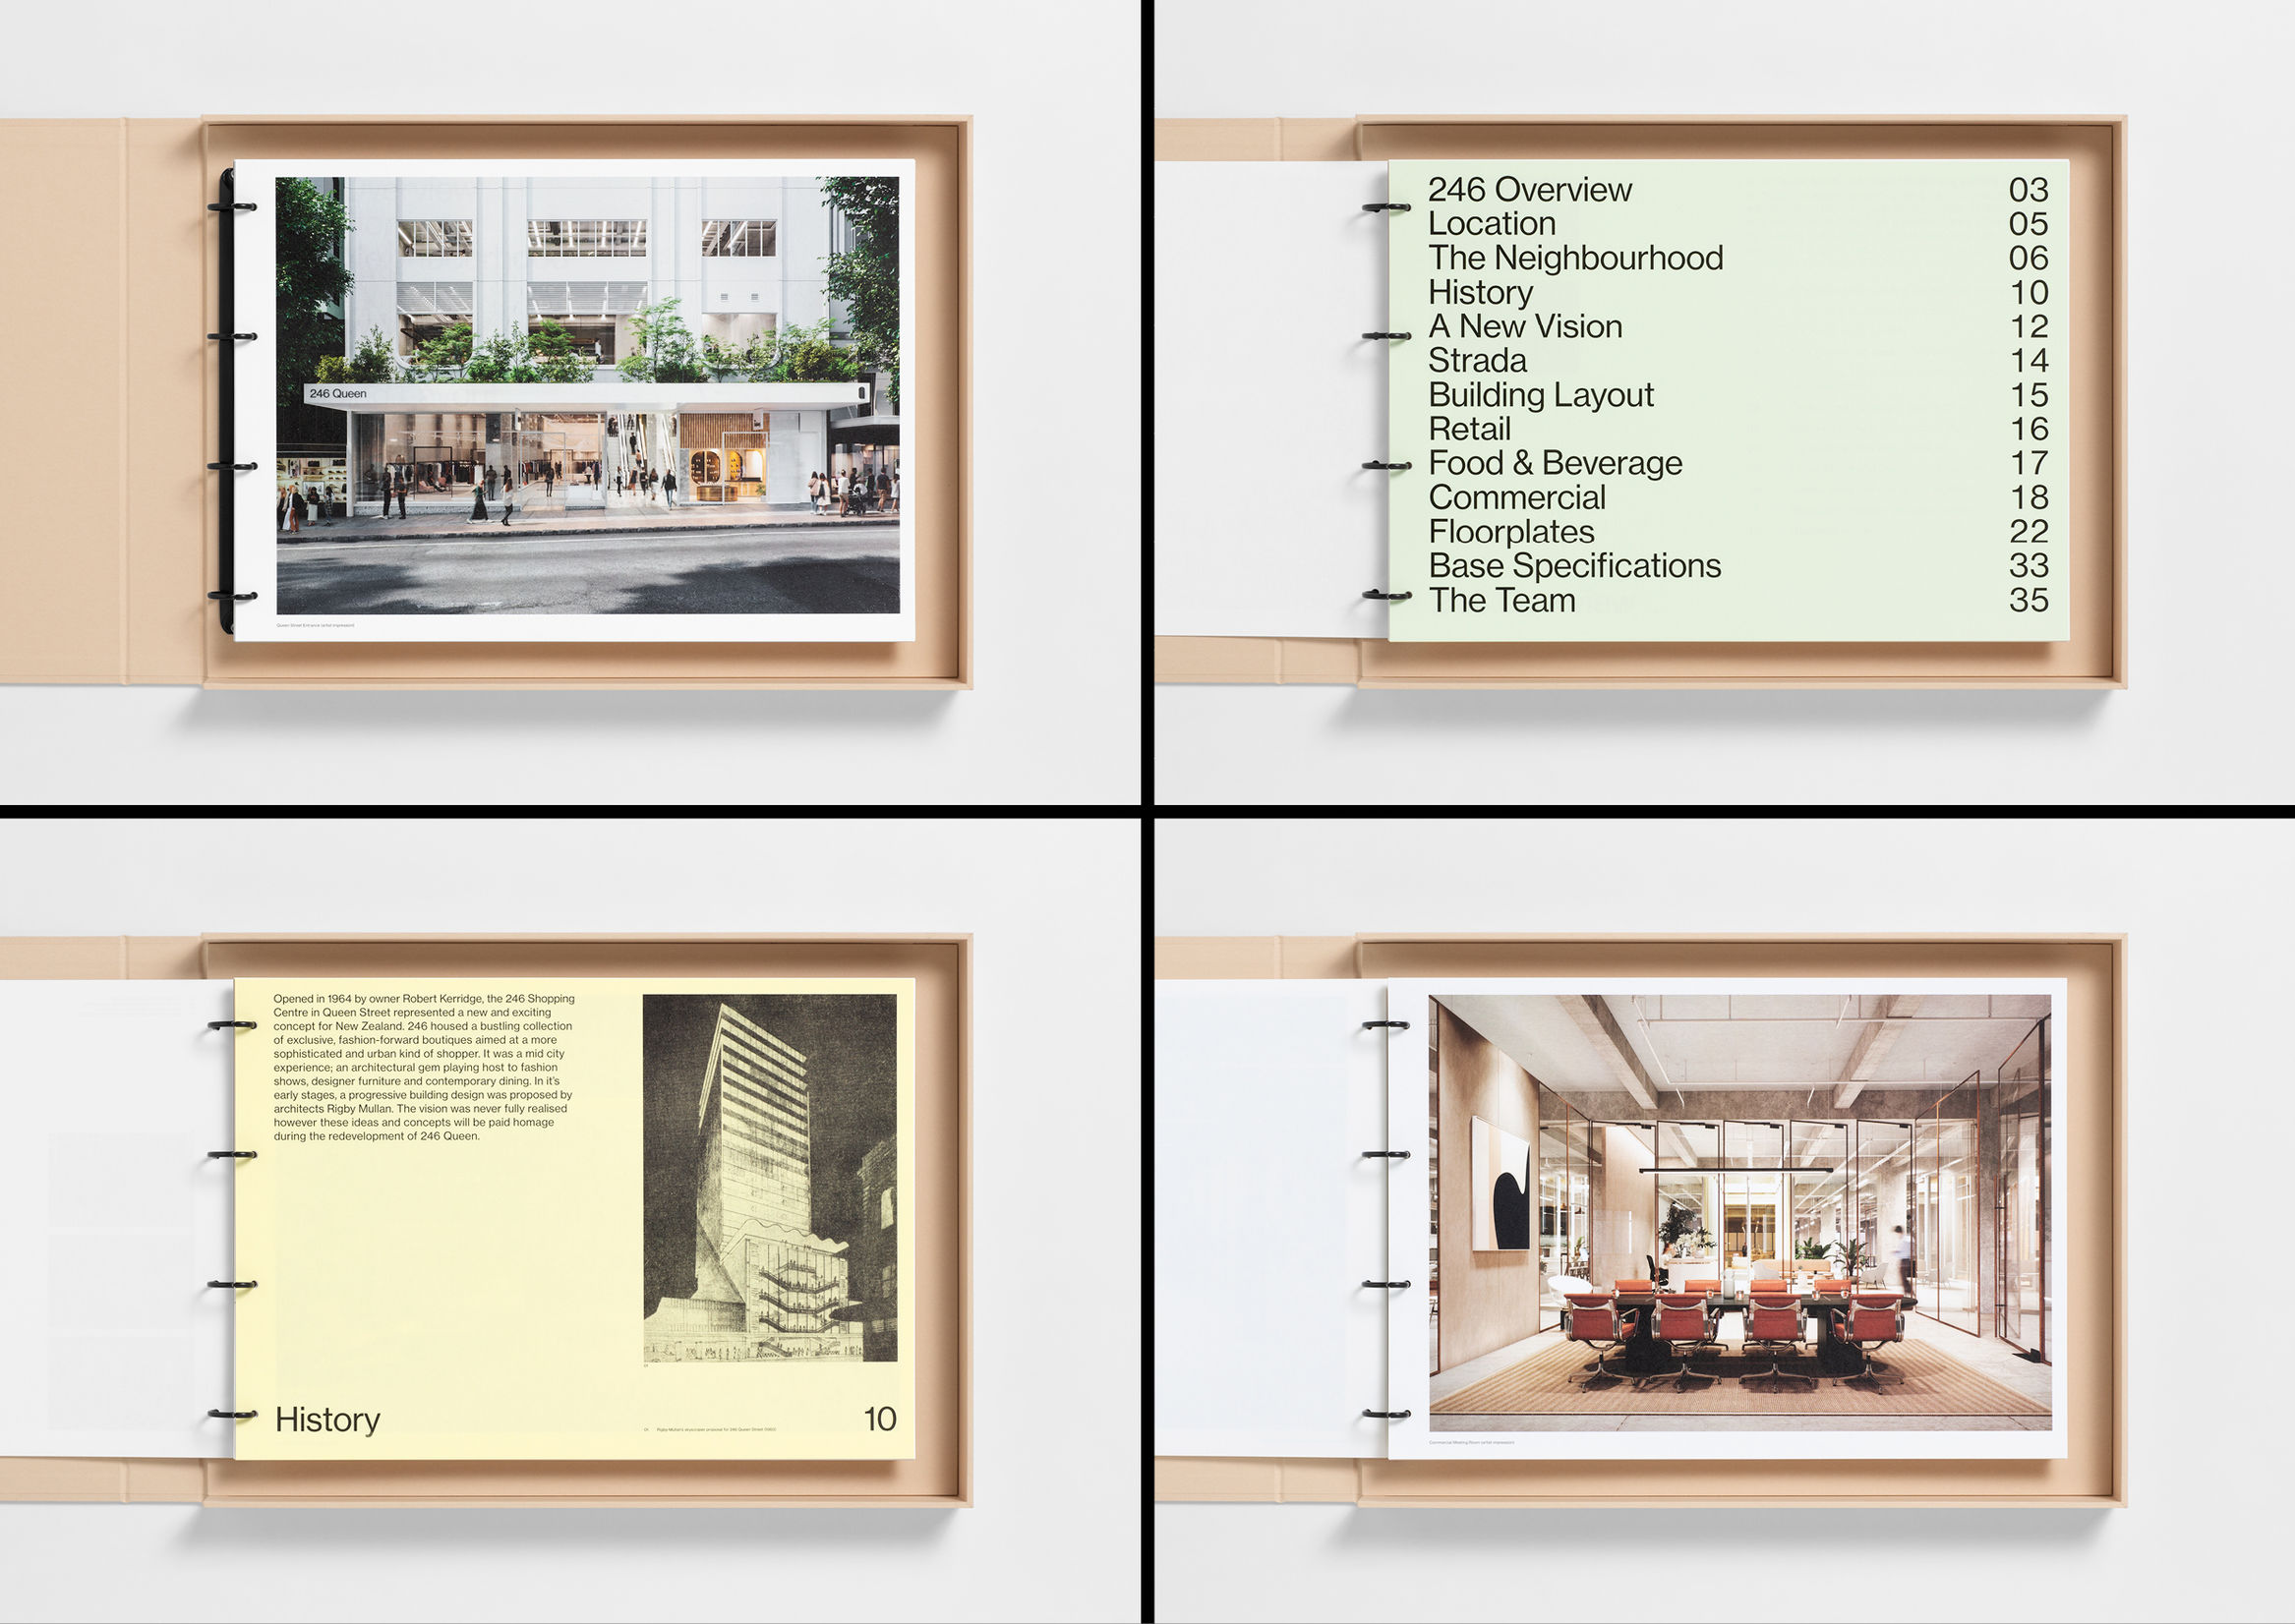 246 Queen
Queen Street Entrance (artist impression)
246 Overview 03
Location 05
The Neighbourhood 06
History 10
A New Vision 12
Strada 14
Building Layout 15
Retail 16
Food & Beverage 17
Commercial 18
Floorplates 22
Base Specifications 33
The Team 35
Opened in 1964 by owner Robert Kerridge, the 246 Shopping
Centre in Queen Street represented a new and exciting
concept for New Zealand. 246 housed a bustling collection
of exclusive, fashion-forward boutiques aimed at a more
sophisticated and urban kind of shopper. It was a mid city
experience; an architectural gem playing host to fashion
shows, designer furniture and contemporary dining. In it's
early stages, a progressive building design was proposed by
architects Rigby Mullan. The vision was never fully realised
however these ideas and concepts will be paid homage
during the redevelopment of 246 Queen.
History 10
Commercial Meeting Room (artist impression)